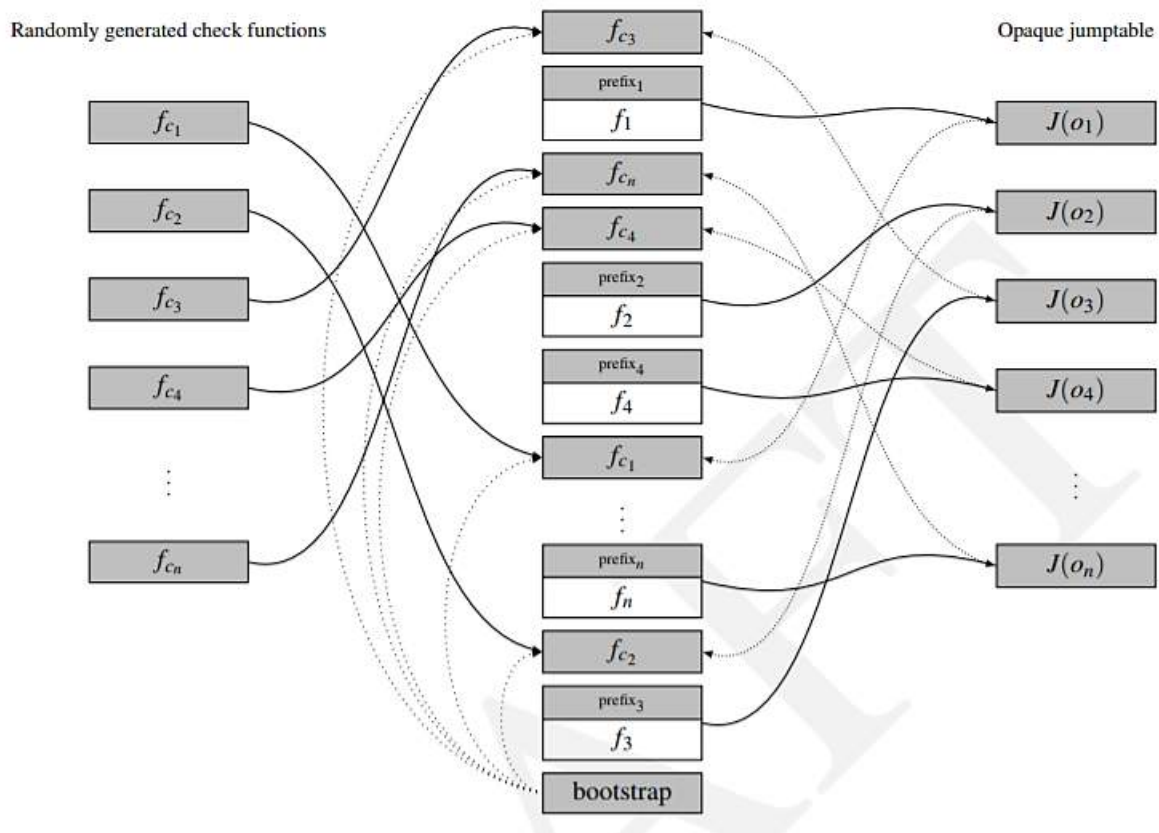 Randomly generated check functions
Opaque jumptable
f_{c_1}
f_{c_2}
f_{c_3}
f_{c_4}
⋮
f_{c_n}
f_{c_3}
prefix_1
f_1
f_{c_n}
f_{c_4}
prefix_2
f_2
prefix_4
f_4
f_{c_1}
⋮
prefix_n
f_n
f_{c_2}
prefix_3
f_3
bootstrap
J(o_1)
J(o_2)
J(o_3)
J(o_4)
⋮
J(o_n)